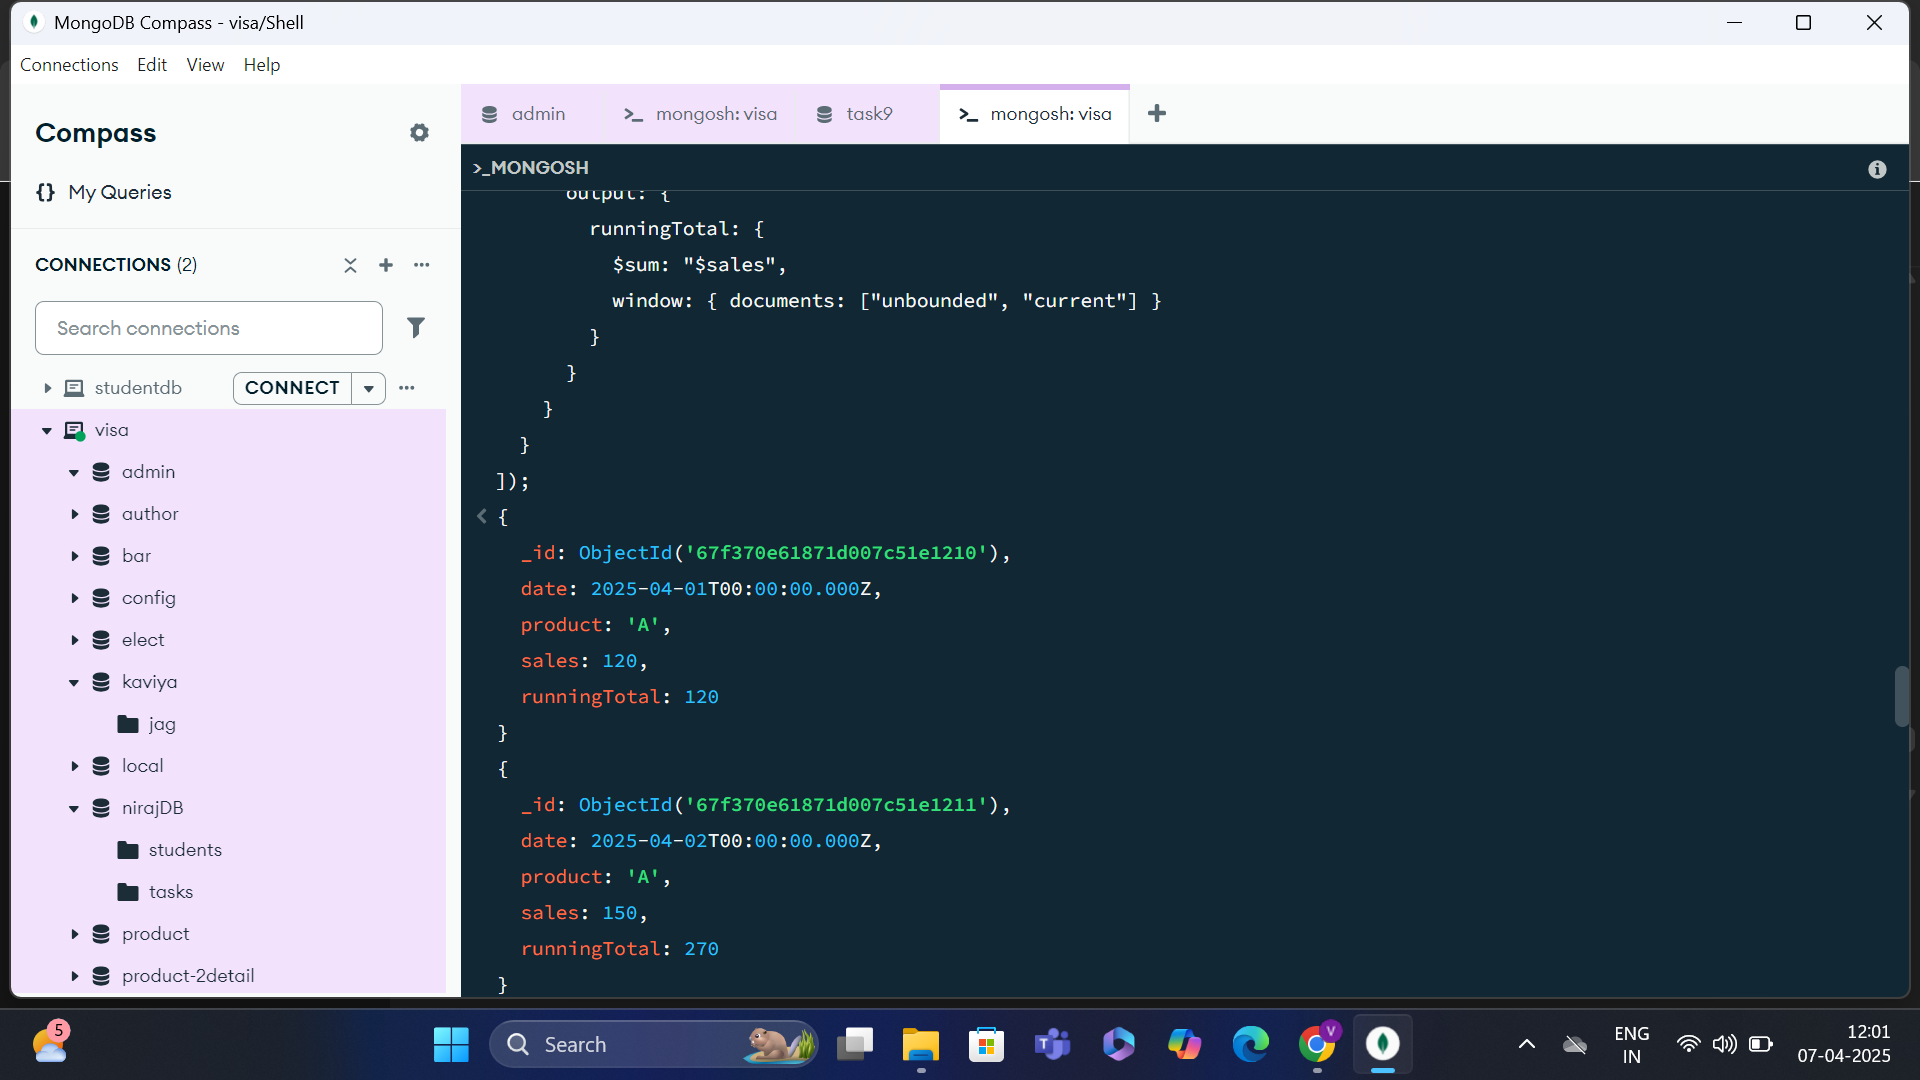 MongoDB Compass - visa/Shell
Connections Edit View Help
Compass
{} My Queries
CONNECTIONS (2)
Search connections
studentdb CONNECT
visa
admin
author
bar
config
elect
kaviya
jag
local
nirajDB
students
tasks
product
product-2detail
admin >_ mongosh: visa task9 >_ mongosh: visa
>_MONGOSH
output: {
runningTotal: {
$sum: "$sales",
window: { documents: ["unbounded", "current"] }
}
}
}
}
]);
< {
_id: ObjectId('67f370e61871d007c51e1210'),
date: 2025-04-01T00:00:00.000Z,
product: 'A',
sales: 120,
runningTotal: 120
}
{
_id: ObjectId('67f370e61871d007c51e1211'),
date: 2025-04-02T00:00:00.000Z,
product: 'A',
sales: 150,
runningTotal: 270
}
5
Search
V
ENG
IN
12:01
07-04-2025